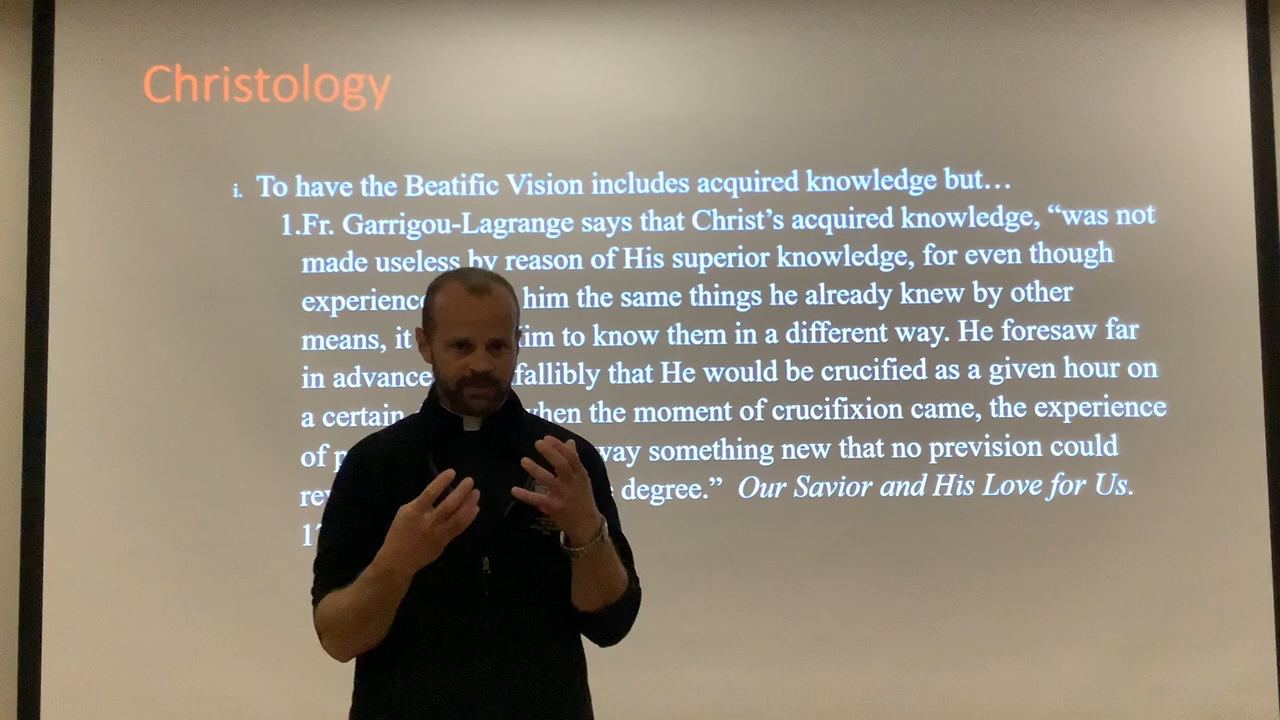 Christology
i. To have the Beatific Vision includes acquired knowledge but…
1.Fr. Garrigou-Lagrange says that Christ’s acquired knowledge, “was not
made useless by reason of His superior knowledge, for even though
him the same things he already knew by other
means, it to know them in a different way. He foresaw far
in advance that He would be crucified as a given hour on
a certain when the moment of crucifixion came, the experience
of way something new that no prevision could
degree.” Our Savior and His Love for Us.